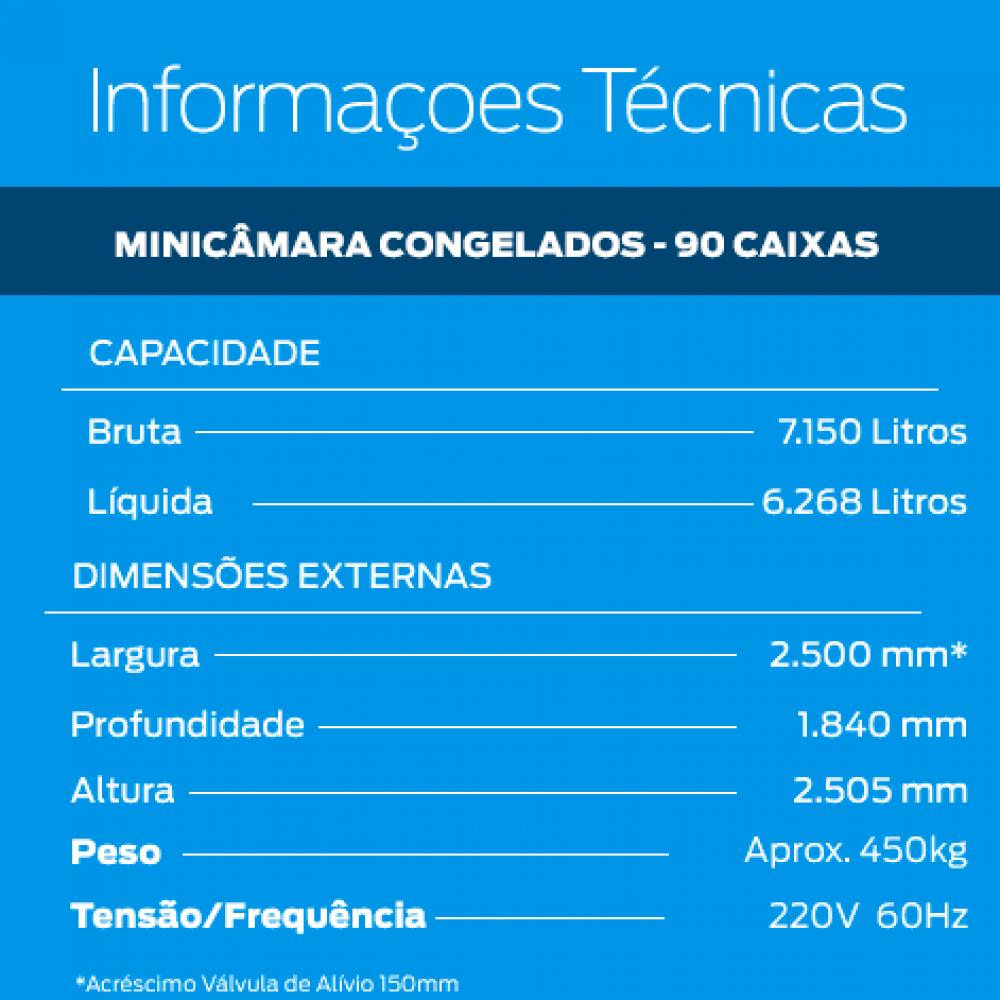 Informaçoes Técnicas
MINICÂMARA CONGELADOS - 90 CAIXAS
CAPACIDADE
Bruta 7.150 Litros
Líquida 6.268 Litros
DIMENSÕES EXTERNAS
Largura 2.500 mm*
Profundidade 1.840 mm
Altura 2.505 mm
Peso Aprox. 450kg
Tensão/Frequência 220V 60Hz
*Acréscimo Válvula de Alívio 150mm